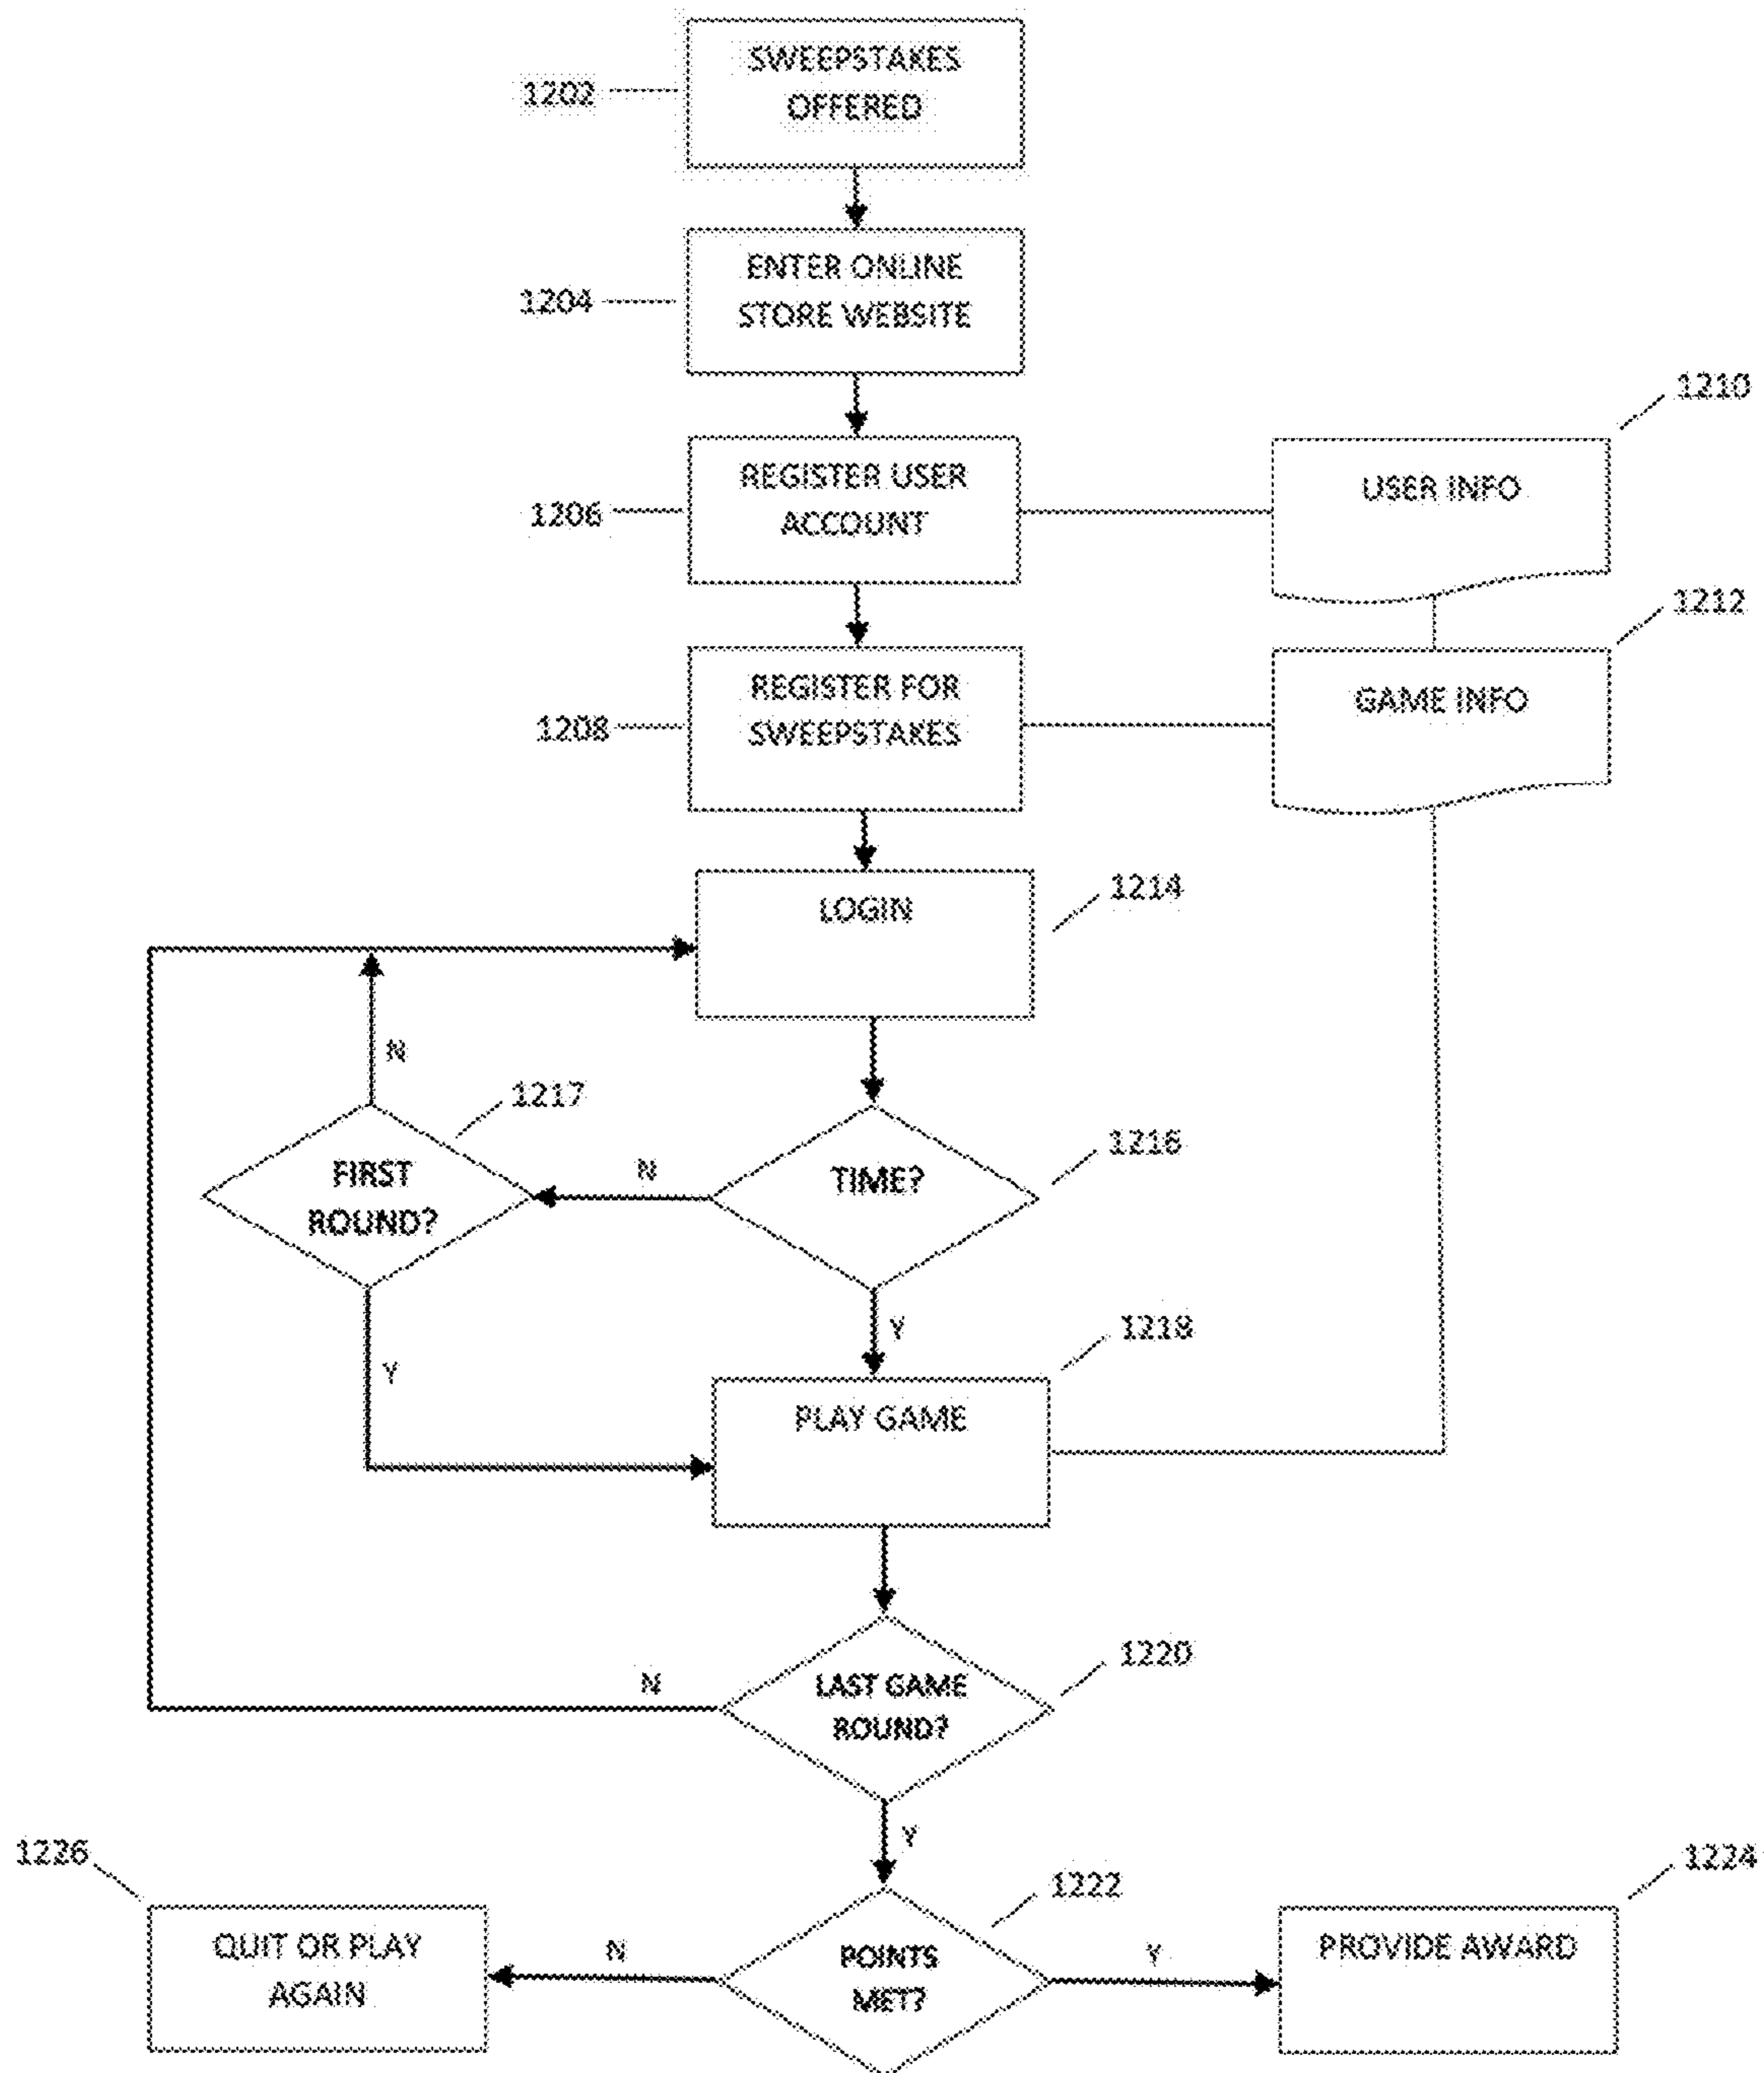 SWEEPSTAKES
OFFERED
1202
ENTER ONLINE
STORE WEBSITE
1204
1210
REGISTER USER
ACCOUNT
1206
USER INFO
1212
REGISTER FOR
SWEEPSTAKES
1208
GAME INFO
LOGIN
1214
N
1217
FIRST
ROUND?
N
TIME?
1216
Y
Y
1218
PLAY GAME
LAST GAME
ROUND?
1220
N
Y
1226
1222
1224
QUIT OR PLAY
AGAIN
N
POINTS
MET?
Y
PROVIDE AWARD